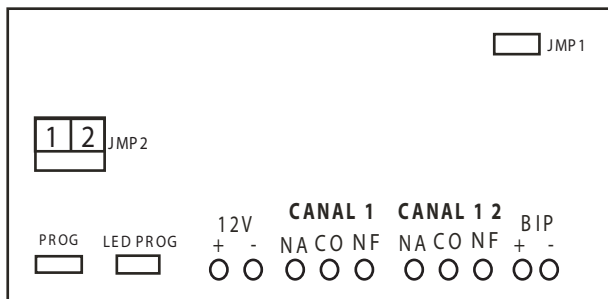 JMP1
1 2 JMP2
CANAL 1 CANAL 1 2
12V BIP
PROG LED PROG + - NA CO NF NA CO NF + -